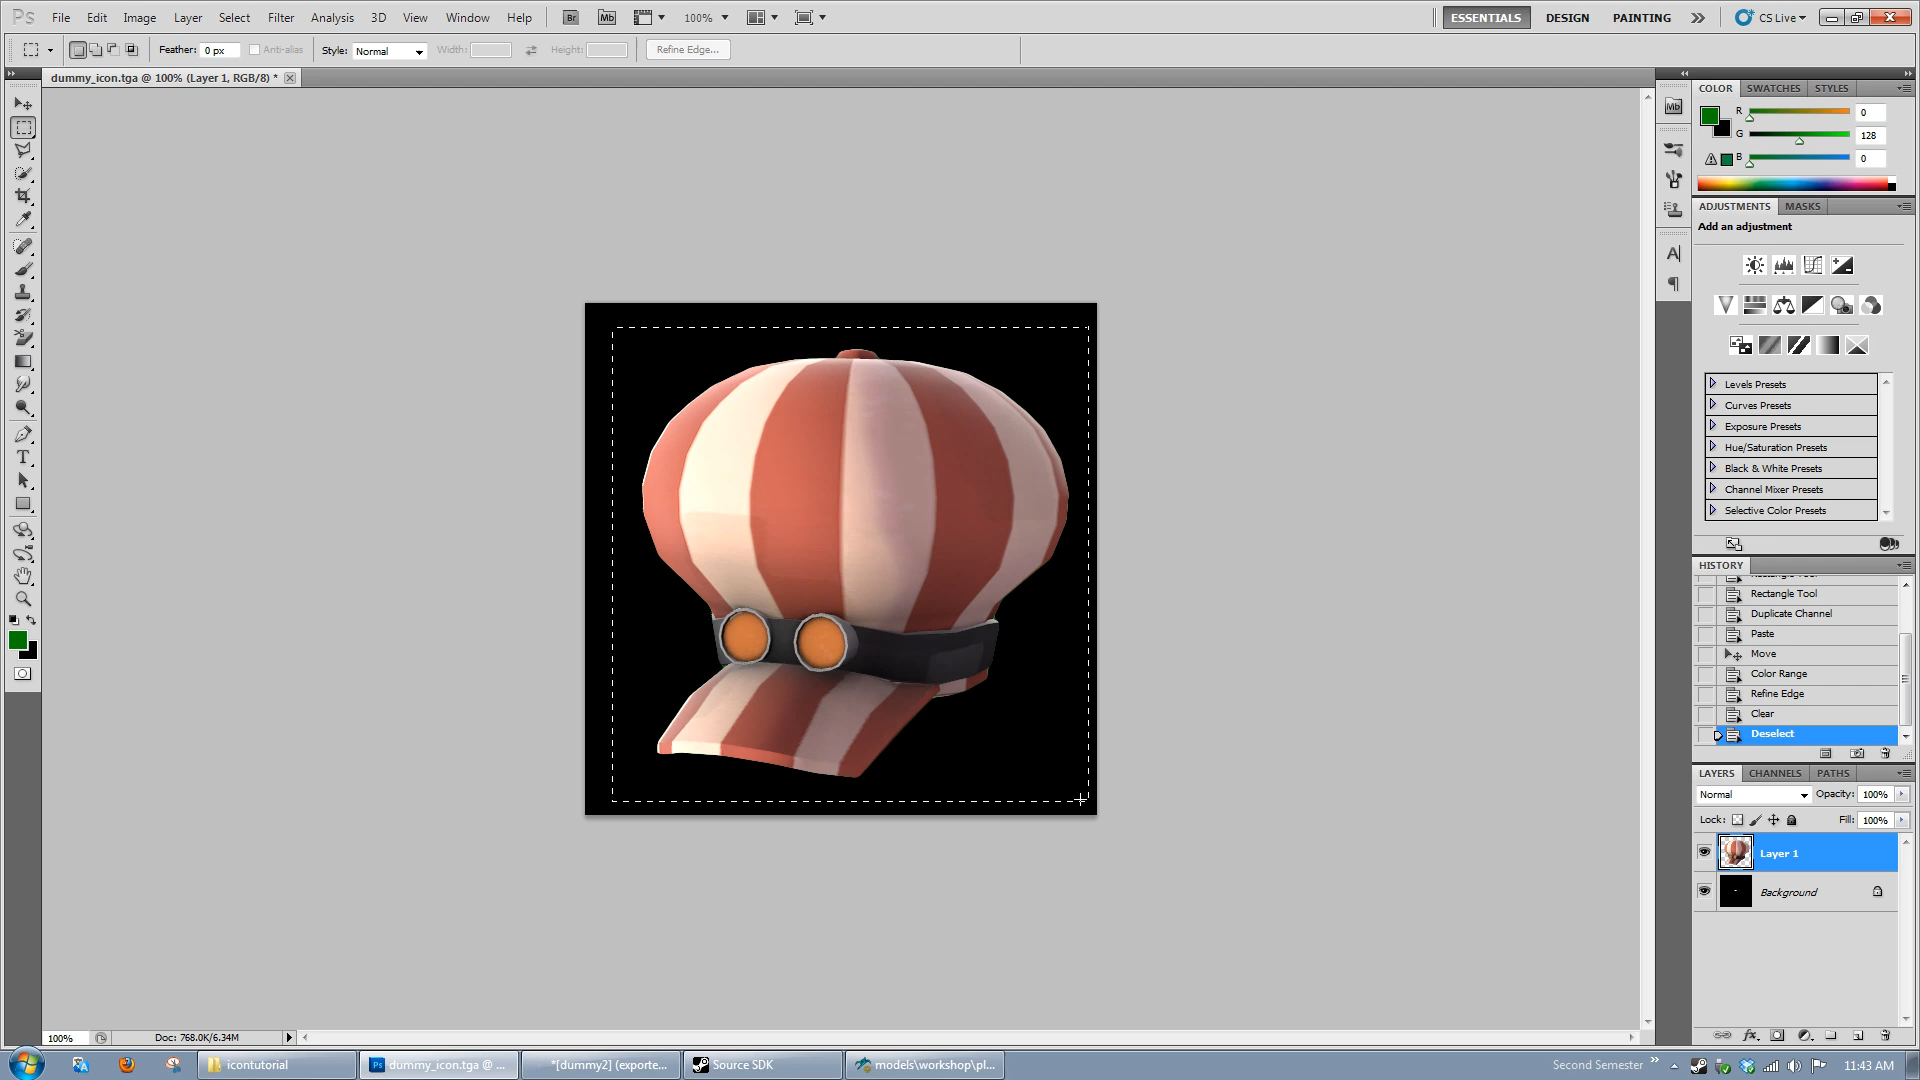 Ps File Edit Image Layer Select Filter Analysis 3D View Window Help Br Mb 100% ESSENTIALS DESIGN PAINTING CS Live
Feather: 0 px Anti-alias Style: Normal Width: Height: Refine Edge...
dummy_icon.tga @ 100% (Layer 1, RGB/8) *
Mb
COLOR SWATCHES STYLES
R 0
G 128
B 0
ADJUSTMENTS MASKS
Add an adjustment
Levels Presets
Curves Presets
Exposure Presets
Hue/Saturation Presets
Black & White Presets
Channel Mixer Presets
Selective Color Presets
HISTORY
Rectangle Tool
Rectangle Tool
Duplicate Channel
Paste
Move
Color Range
Refine Edge
Clear
Deselect
LAYERS CHANNELS PATHS
Normal Opacity: 100%
Lock: Fill: 100%
Layer 1
Background
100% Doc: 768.0K/6.34M
icontutorial Ps dummy_icon.tga @ ... *[dummy2] (exporte... Source SDK models\workshop\pl... Second Semester 11:43 AM